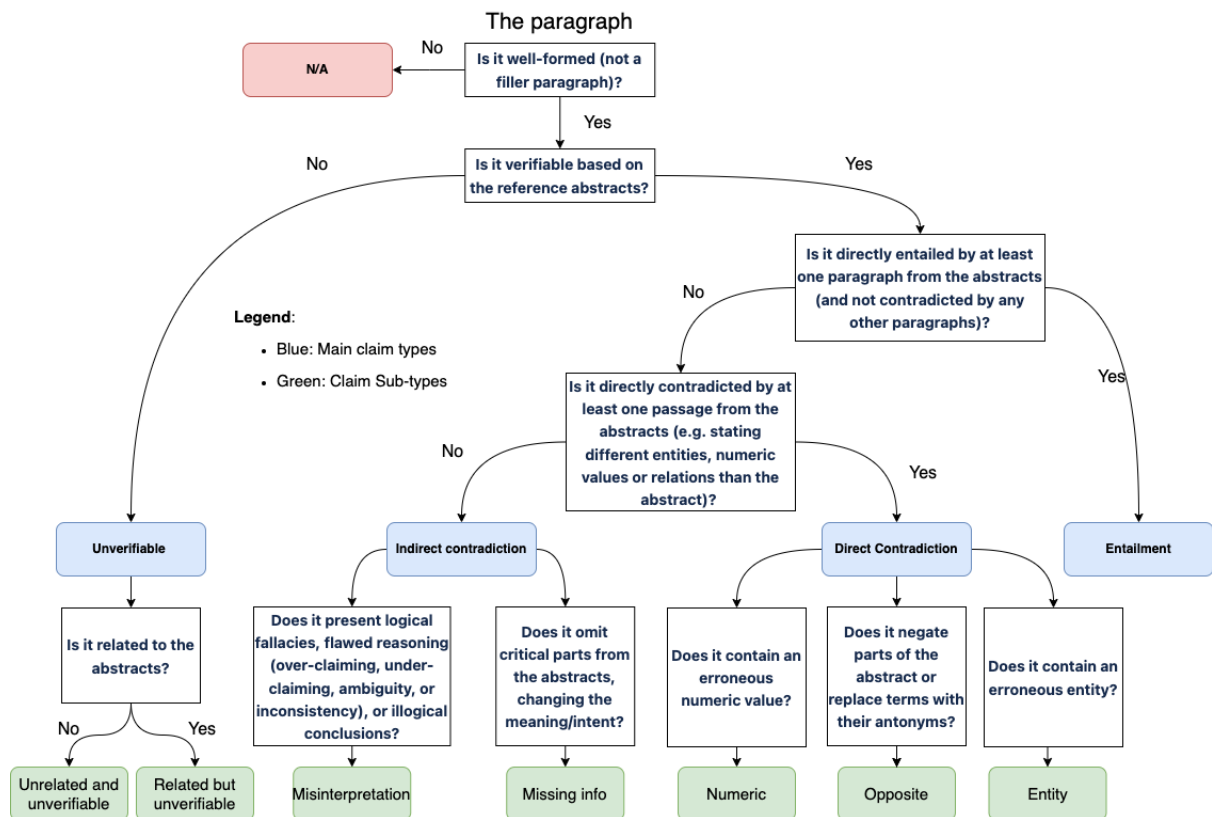 The paragraph
No
N/A
Is it well-formed (not a
filler paragraph)?
Yes
No
Is it verifiable based on
the reference abstracts?
Yes
Is it directly entailed by at least
one paragraph from the abstracts
(and not contradicted by any
other paragraphs)?
No
Yes
Legend:
• Blue: Main claim types
• Green: Claim Sub-types
Is it directly contradicted by at
least one passage from the
abstracts (e.g. stating
different entities, numeric
values or relations than the
abstract)?
No
Yes
Unverifiable
Indirect contradiction
Direct Contradiction
Entailment
Is it related to the
abstracts?
Does it present logical
fallacies, flawed reasoning
(over-claiming, under-
claiming, ambiguity, or
inconsistency), or illogical
conclusions?
Does it omit
critical parts from
the abstracts,
changing the
meaning/intent?
Does it contain an
erroneous
numeric value?
Does it negate
parts of the
abstract or
replace terms with
their antonyms?
Does it contain an
erroneous entity?
No
Yes
Unrelated and
unverifiable
Related but
unverifiable
Misinterpretation
Missing info
Numeric
Opposite
Entity